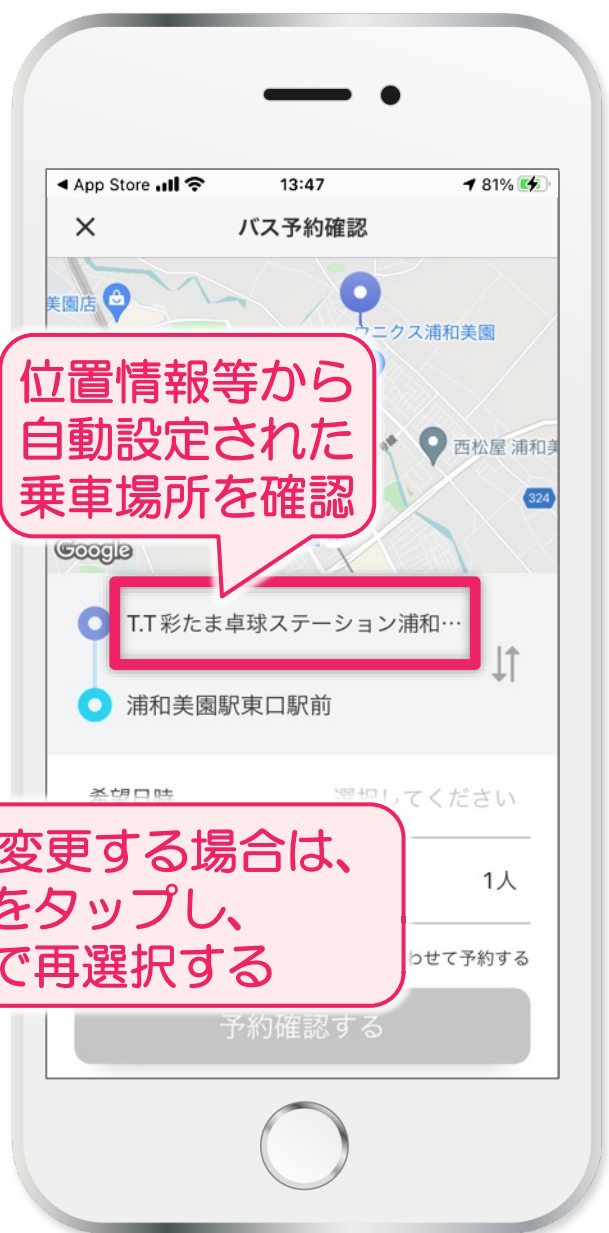 App Store
13:47
81%
×
バス予約確認
美園店
ウニクス浦和美園
位置情報等から
自動設定された
乗車場所を確認
西松屋 浦和美
324
Google
T.T 彩たま卓球ステーション浦和…
浦和美園駅東口駅前
希望日時
選択してください
変更する場合は、
をタップし、
で再選択する
1人
わせて予約する
予約確認する